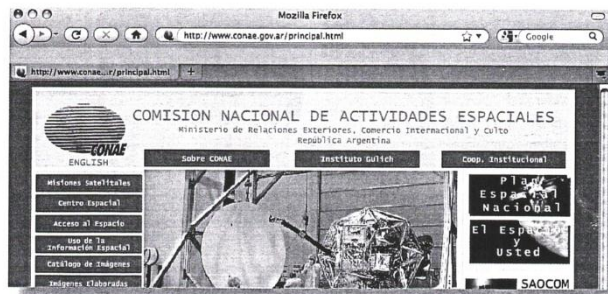 Mozilla Firefox
http://www.conae.gov.ar/principal.html
Google
http://www.conae...r/principal.html
COMISION NACIONAL DE ACTIVIDADES ESPACIALES
Ministerio de Relaciones Exteriores, Comercio Internacional y Culto
República Argentina
CONAE
ENGLISH
Sobre CONAE
Instituto Gulich
Coop. Institucional
Misiones Satelitales
Centro Espacial
Acceso al Espacio
Uso de la
Información Espacial
Catálogo de Imágenes
Imágenes Elaboradas
Plan
Espacial
Nacional
El Espacio
y
Usted
SAOCOM